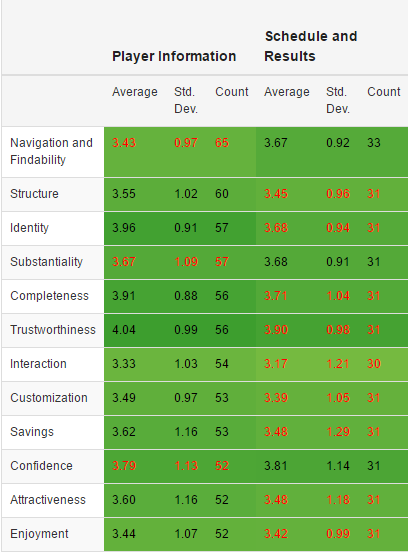 Player Information Schedule and
Results
Average Std. Dev. Count Average Std. Dev. Count
Navigation and
Findability 3.43 0.97 65 3.67 0.92 33
Structure 3.55 1.02 60 3.45 0.96 31
Identity 3.96 0.91 57 3.68 0.94 31
Substantiality 3.67 1.09 57 3.68 0.91 31
Completeness 3.91 0.88 56 3.71 1.04 31
Trustworthiness 4.04 0.99 56 3.90 0.98 31
Interaction 3.33 1.03 54 3.17 1.21 30
Customization 3.49 0.97 53 3.39 1.05 31
Savings 3.62 1.16 53 3.48 1.29 31
Confidence 3.79 1.13 52 3.81 1.14 31
Attractiveness 3.60 1.16 52 3.48 1.18 31
Enjoyment 3.44 1.07 52 3.42 0.99 31